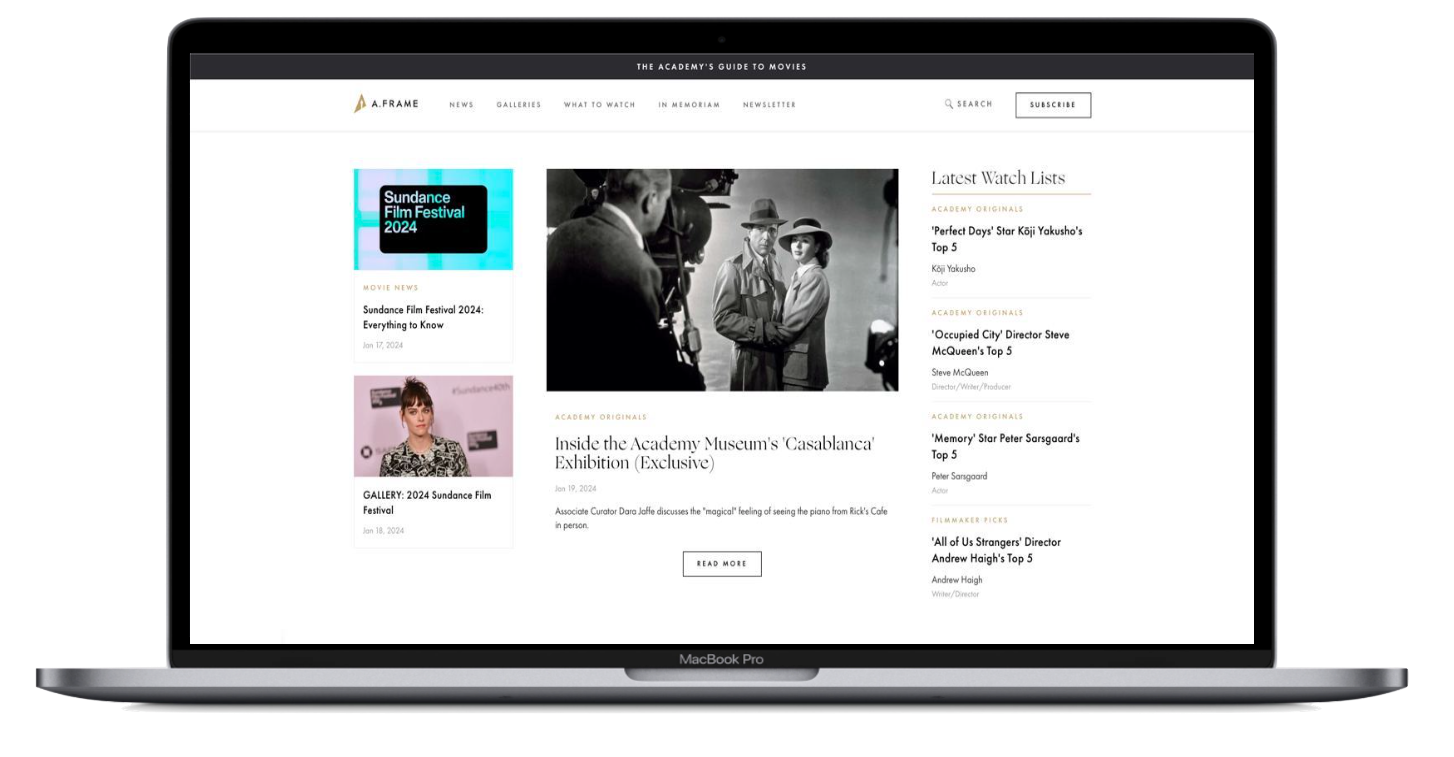 THE ACADEMY'S GUIDE TO MOVIES
A.FRAME
NEWS
GALLERIES
WHAT TO WATCH
IN MEMORIAM
NEWSLETTER
SEARCH
SUBSCRIBE
Sundance
Film Festival
2024
MOVIE NEWS
Sundance Film Festival 2024:
Everything to Know
Jan 17, 2024
#Sundance40th
GALLERY: 2024 Sundance Film
Festival
Jan 18, 2024
ACADEMY ORIGINALS
Inside the Academy Museum's 'Casablanca'
Exhibition (Exclusive)
Jan 19, 2024
Associate Curator Dara Jaffe discusses the "magical" feeling of seeing the piano from Rick's Cafe
in person.
READ MORE
Latest Watch Lists
ACADEMY ORIGINALS
'Perfect Days' Star Kōji Yakusho's
Top 5
Kōji Yakusho
Actor
ACADEMY ORIGINALS
'Occupied City' Director Steve
McQueen's Top 5
Steve McQueen
Director/Writer/Producer
ACADEMY ORIGINALS
'Memory' Star Peter Sarsgaard's
Top 5
Peter Sarsgaard
Actor
FILMMAKER PICKS
'All of Us Strangers' Director
Andrew Haigh's Top 5
Andrew Haigh
Writer/Director
MacBook Pro